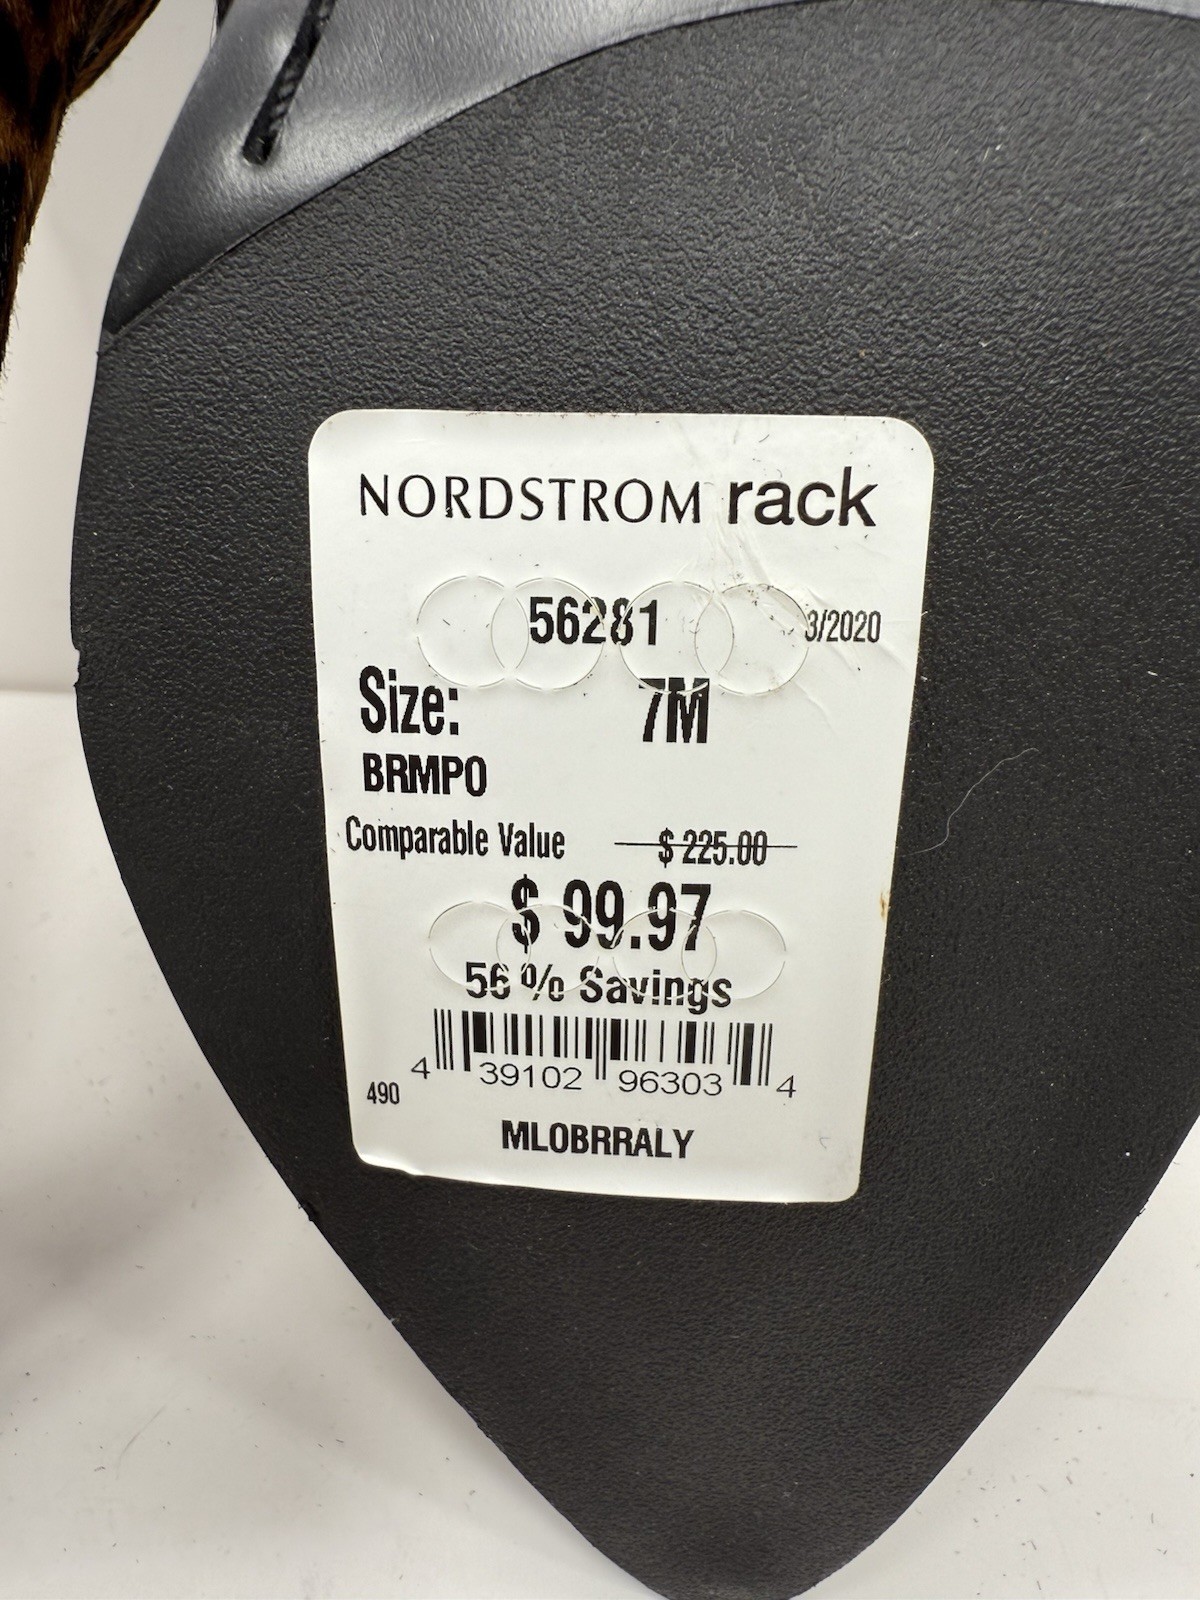 NORDSTROM rack
56281 3/2020
Size: 7M
BRMPO
Comparable Value $ 225.00
$ 99.97
56 % Savings
4 39102 96303 4
490
MLOBRRALY